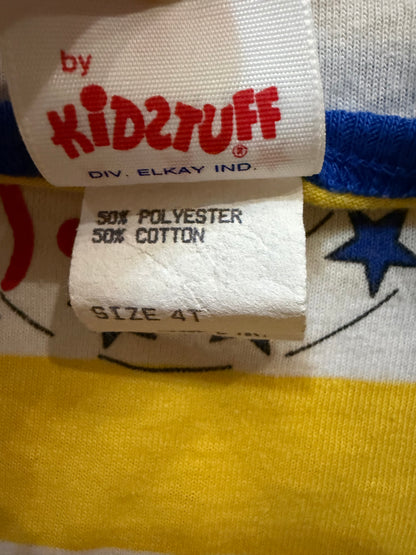 by
KIDSTUFF®
DIV. ELKAY IND.
50% POLYESTER
50% COTTON
SIZE 4T